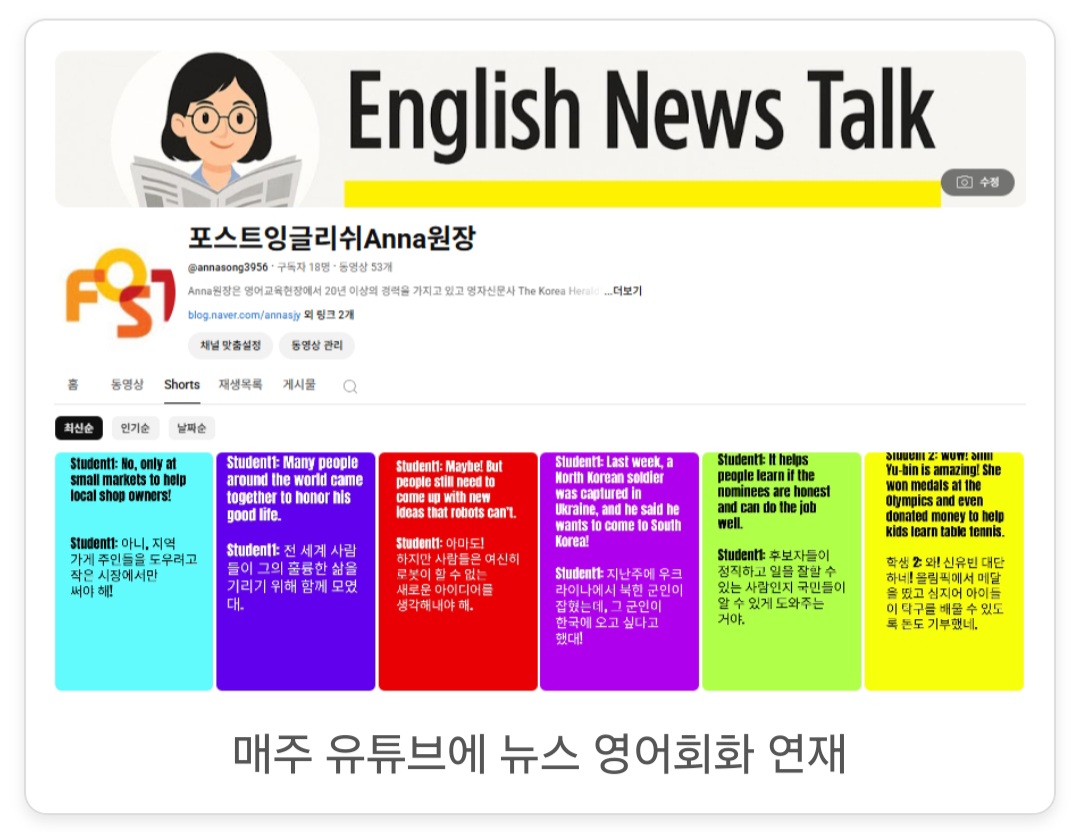 English News Talk
수정
포스트잉글리쉬Anna원장
@annasong3956 · 구독자 18명 · 동영상 53개
Anna원장은 영어교육현장에서 20년 이상의 경력을 가지고 있고 영자신문사 The Korea Herald ...더보기
blog.naver.com/annasjy 외 링크 2개
POST
채널 맞춤설정
동영상 관리
홈
동영상
Shorts
재생목록
게시물
최신순
인기순
날짜순
Student1: No, only at
small markets to help
local shop owners!
Student1: 아니, 지역
가게 주인들을 도우려고
작은 시장에서만
써야 해!
Student1: Many people
around the world came
together to honor his
good life.
Student1: 전 세계 사람
들이 그의 훌륭한 삶을
기리기 위해 함께 모였
대.
Student1: Maybe! But
people still need to
come up with new
ideas that robots can't.
Student1: 아마도!
하지만 사람들은 여신히
로봇이 할 수 없는
새로운 아이디어를
생각해내야 해.
Student1: Last week, a
North Korean soldier
was captured in
Ukraine, and he said he
wants to come to South
Korea!
Student1: 지난주에 우크
라이나에서 북한 군인이
잡혔는데, 그 군인이
한국에 오고 싶다고
했대!
Student1: It helps
people learn if the
nominees are honest
and can do the job
well.
Student1: 후보자들이
정직하고 일을 잘할 수
있는 사람인지 국민들이
알 수 있게 도와주는
거야.
Student 2: Wow! Shin
Yu-bin is amazing! She
won medals at the
Olympics and even
donated money to help
kids learn table tennis.
학생 2: 와! 신유빈 대단
하네! 올림픽에서 메달
을 땄고 심지어 아이들
이 탁구를 배울 수 있도
록 돈도 기부했네.
매주 유튜브에 뉴스 영어회화 연재